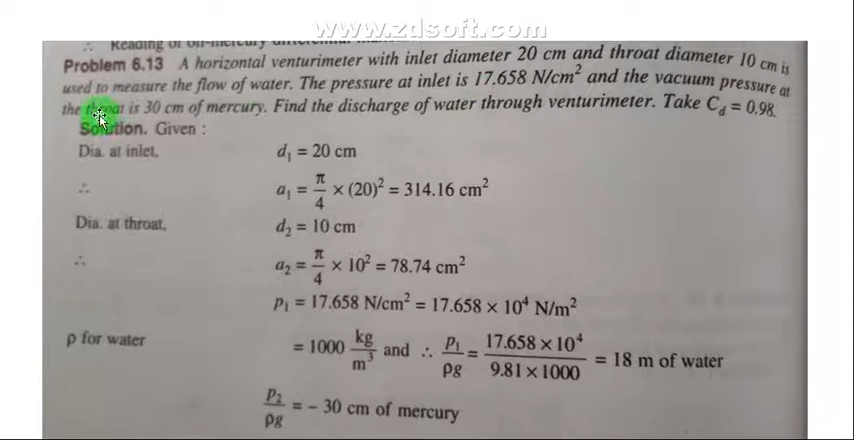 www.zdsoft.com
∴ Reading of oil-mercury
Problem 6.13 A horizontal venturimeter with inlet diameter 20 cm and throat diameter 10 cm is
used to measure the flow of water. The pressure at inlet is 17.658 N/cm² and the vacuum pressure at
the throat is 30 cm of mercury. Find the discharge of water through venturimeter. Take C_d = 0.98.
Solution. Given :
Dia. at inlet, d₁ = 20 cm
∴ a₁ = π/4 × (20)² = 314.16 cm²
Dia. at throat, d₂ = 10 cm
∴ a₂ = π/4 × 10² = 78.74 cm²
p₁ = 17.658 N/cm² = 17.658 × 10⁴ N/m²
ρ for water = 1000 kg/m³ and ∴ p₁/ρg = 17.658 × 10⁴/9.81 × 1000 = 18 m of water
p₂/ρg = – 30 cm of mercury